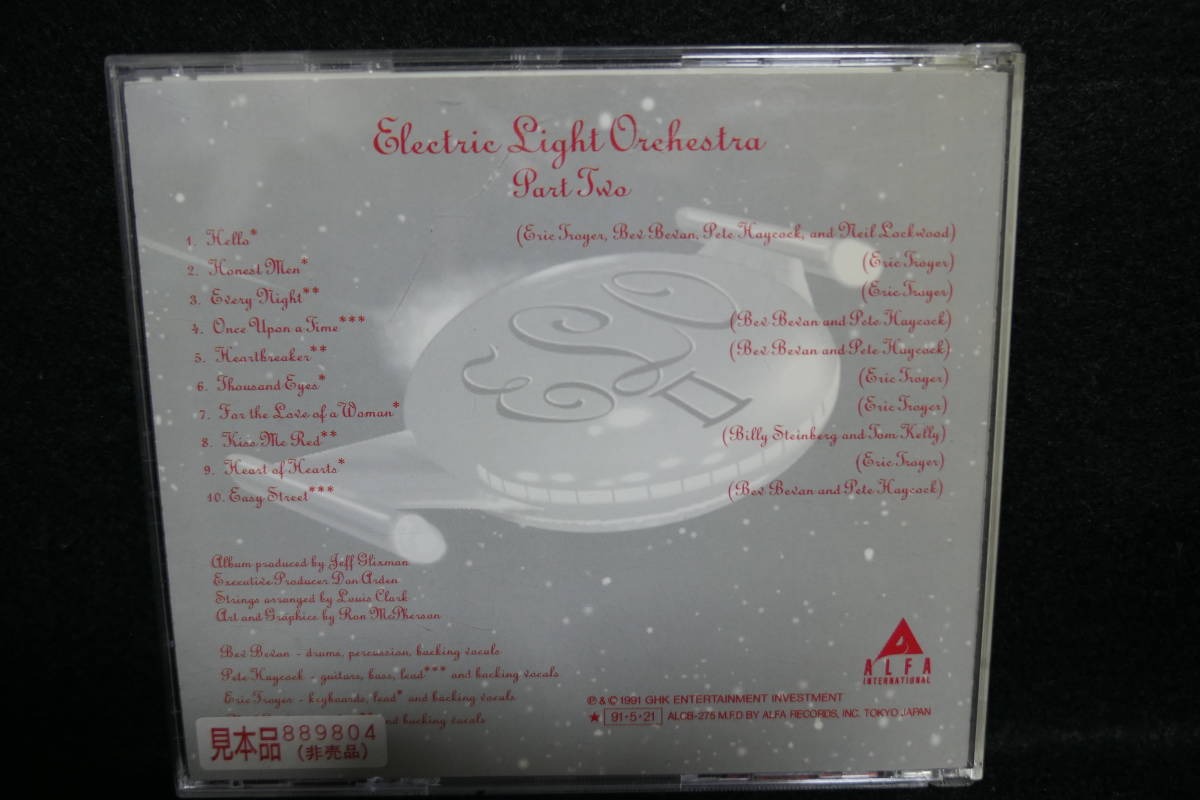 Electric Light Orchestra
Part Two
1. Hello* (Eric Troyer, Bev Bevan, Pete Haycock, and Neil Lockwood)
2. Honest Men* (Eric Troyer)
3. Every Night** (Eric Troyer)
4. Once Upon a Time*** (Bev Bevan and Pete Haycock)
5. Heartbreaker** (Bev Bevan and Pete Haycock)
6. Thousand Eyes* (Eric Troyer)
7. For the Love of a Woman* (Eric Troyer)
8. Kiss Me Red** (Billy Steinberg and Tom Kelly)
9. Heart of Hearts* (Eric Troyer)
10. Easy Street*** (Bev Bevan and Pete Haycock)
Album produced by Jeff Glixman
Executive Producer Don Arden
Strings arranged by Louis Clark
Art and Graphics by Ron McPherson
Bev Bevan - drums, percussion, backing vocals
Pete Haycock - guitars, bass, lead*** and backing vocals
Eric Troyer - keyboards, lead* and backing vocals
and backing vocals
見本品 889804
(非売品)
ALFA
INTERNATIONAL
℗ & © 1991 GHK ENTERTAINMENT INVESTMENT
★ 91·5·21 ALCB-275 M.F.D BY ALFA RECORDS, INC. TOKYO JAPAN